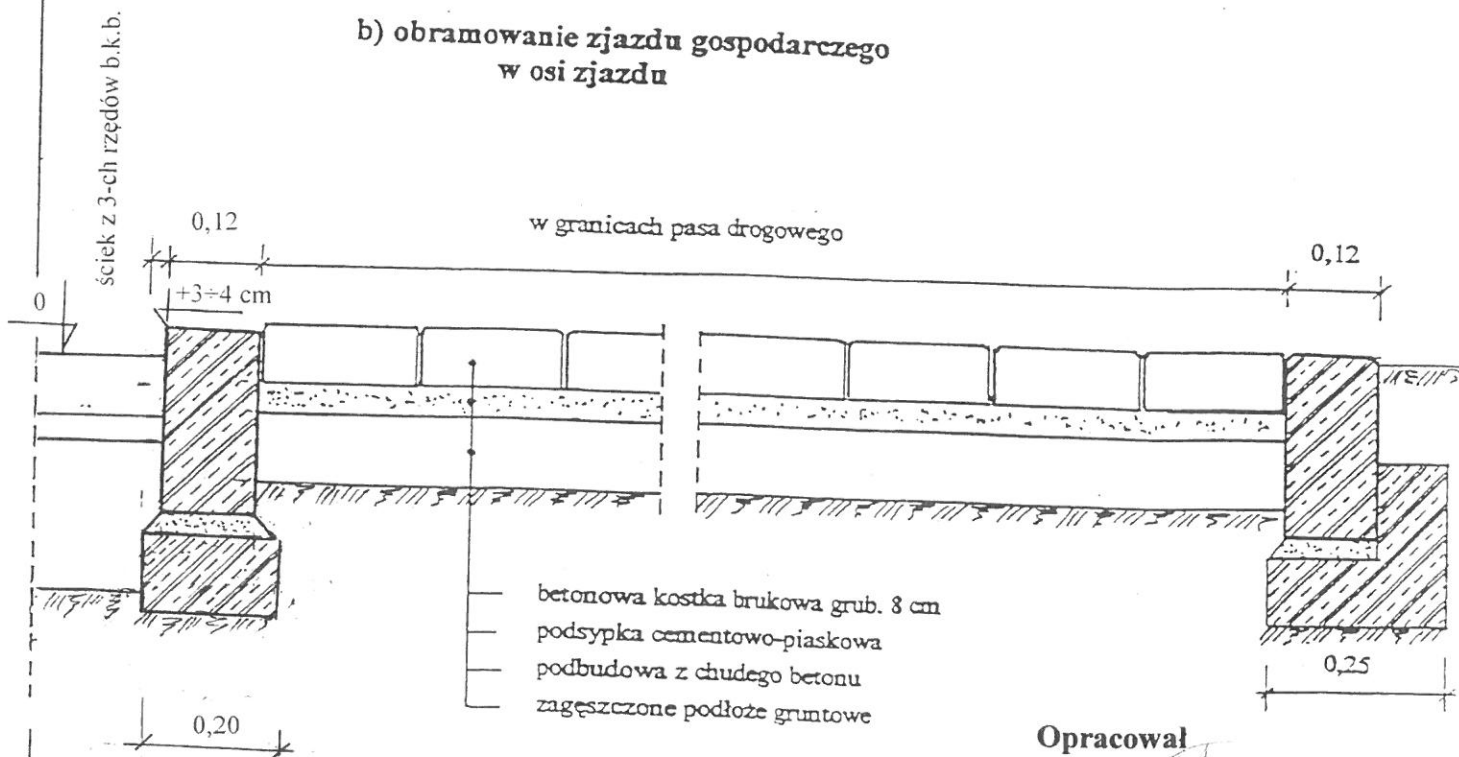 b) obramowanie zjazdu gospodarczego
w osi zjazdu
ściek z 3-ch rzędów b.k.b.
0,12
w granicach pasa drogowego
0,12
0
+3÷4 cm
betonowa kostka brukowa grub. 8 cm
podsypka cementowo-piaskowa
podbudowa z chudego betonu
zagęszczone podłoże gruntowe
0,25
0,20
Opracował